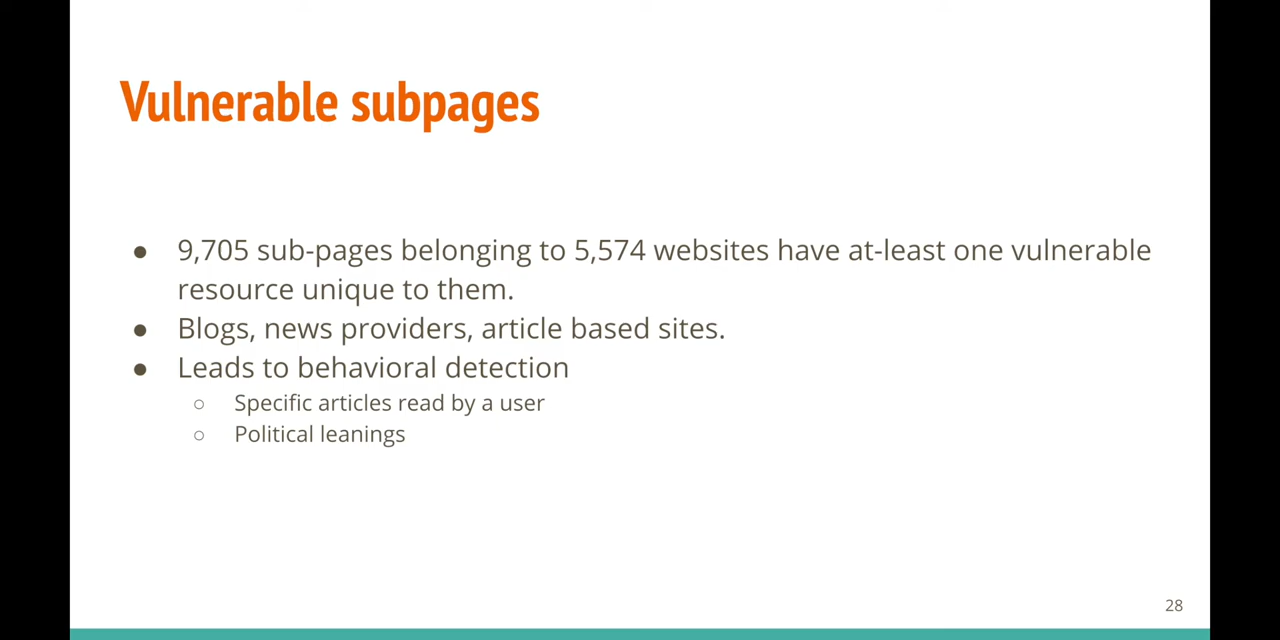 Vulnerable subpages
● 9,705 sub-pages belonging to 5,574 websites have at-least one vulnerable
resource unique to them.
● Blogs, news providers, article based sites.
● Leads to behavioral detection
○ Specific articles read by a user
○ Political leanings
28